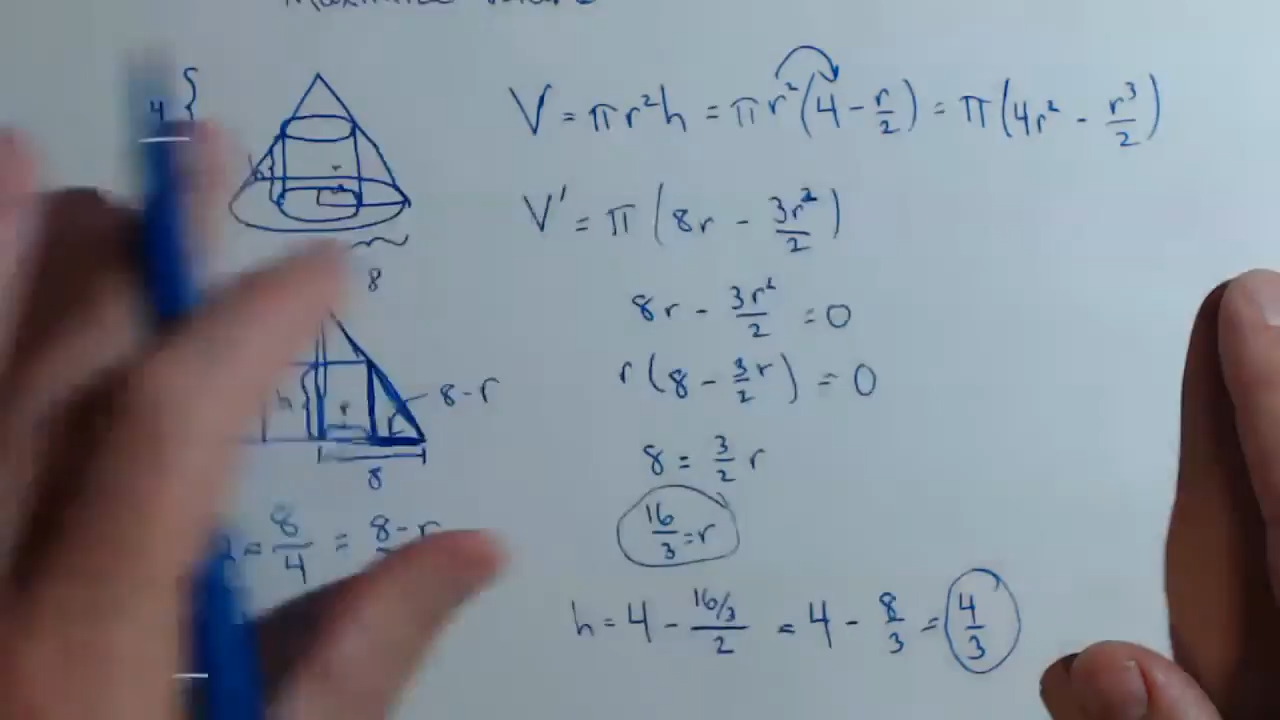 4
h r
8
h r 8-r
8
= 8/4 = 8-r
V = πr²h = πr²(4 - r/2) = π(4r² - r³/2)
V' = π(8r - 3r²/2)
8r - 3r²/2 = 0
r(8 - 3/2 r) = 0
8 = 3/2 r
16/3 = r
h = 4 - 16/3/2 = 4 - 8/3 = 4/3